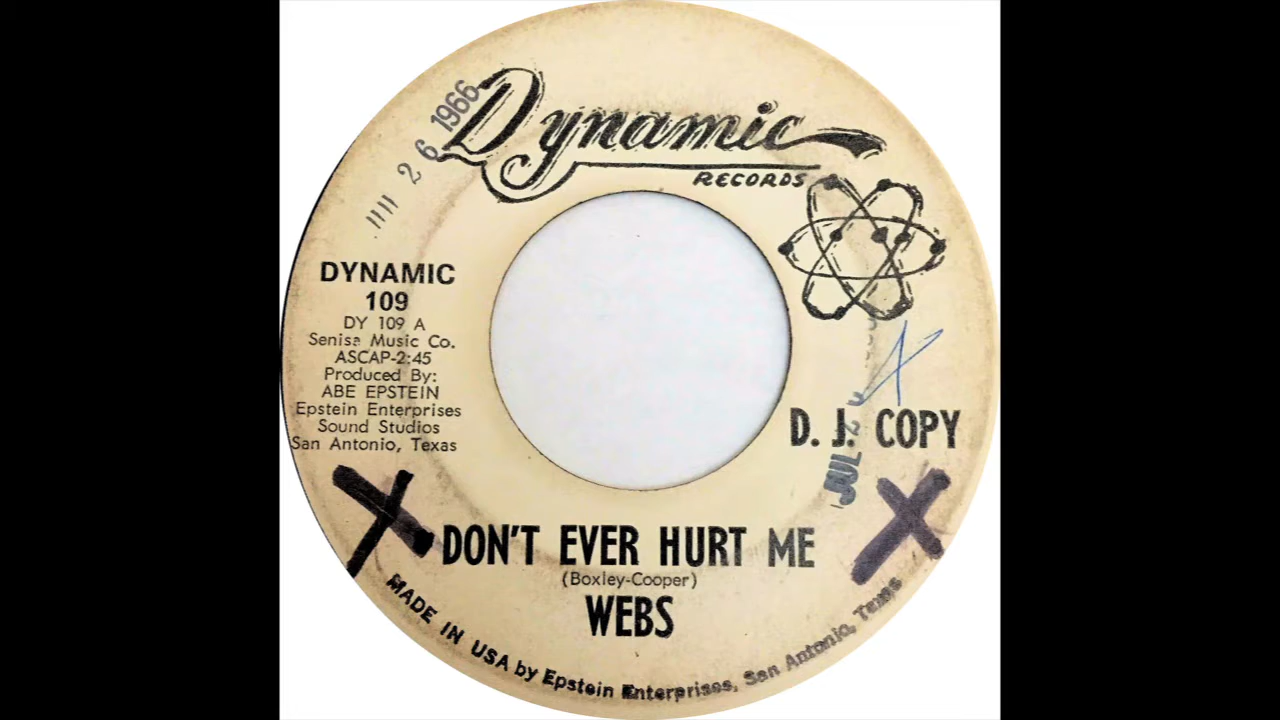 Dynamic
RECORDS
26 1966
DYNAMIC
109
DY 109 A
Senisa Music Co.
ASCAP-2:45
Produced By:
ABE EPSTEIN
Epstein Enterprises
Sound Studios
San Antonio, Texas
D. J. COPY
JUL 2
DON'T EVER HURT ME
(Boxley-Cooper)
WEBS
MADE IN USA by Epstein Enterprises, San Antonio, Texas